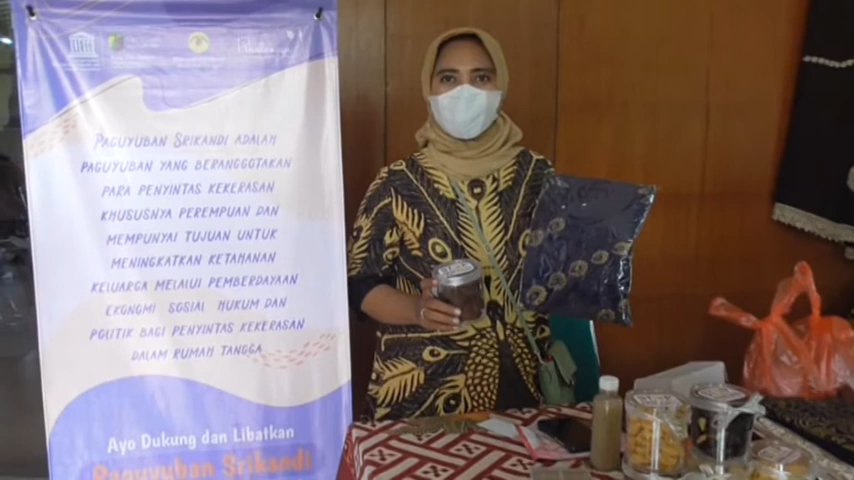 PAGUYUBAN SRIKANDI ADALAH
PAGUYUBAN YANG BERANGGOTAKAN
PARA PENYINTAS KEKERASAN
KHUSUSNYA PEREMPUAN DAN
MEMPUNYAI TUJUAN UNTUK
MENINGKATKAN KETAHANAN
KELUARGA MELALUI PEMBERDAYAAN
EKONOMI SOSIAL HUKUM DAN
POLITIK BAGI PENYINTAS KEKERASAN
DALAM RUMAH TANGGA
Ayo Dukung dan Libatkan
Paguyuban Srikandi